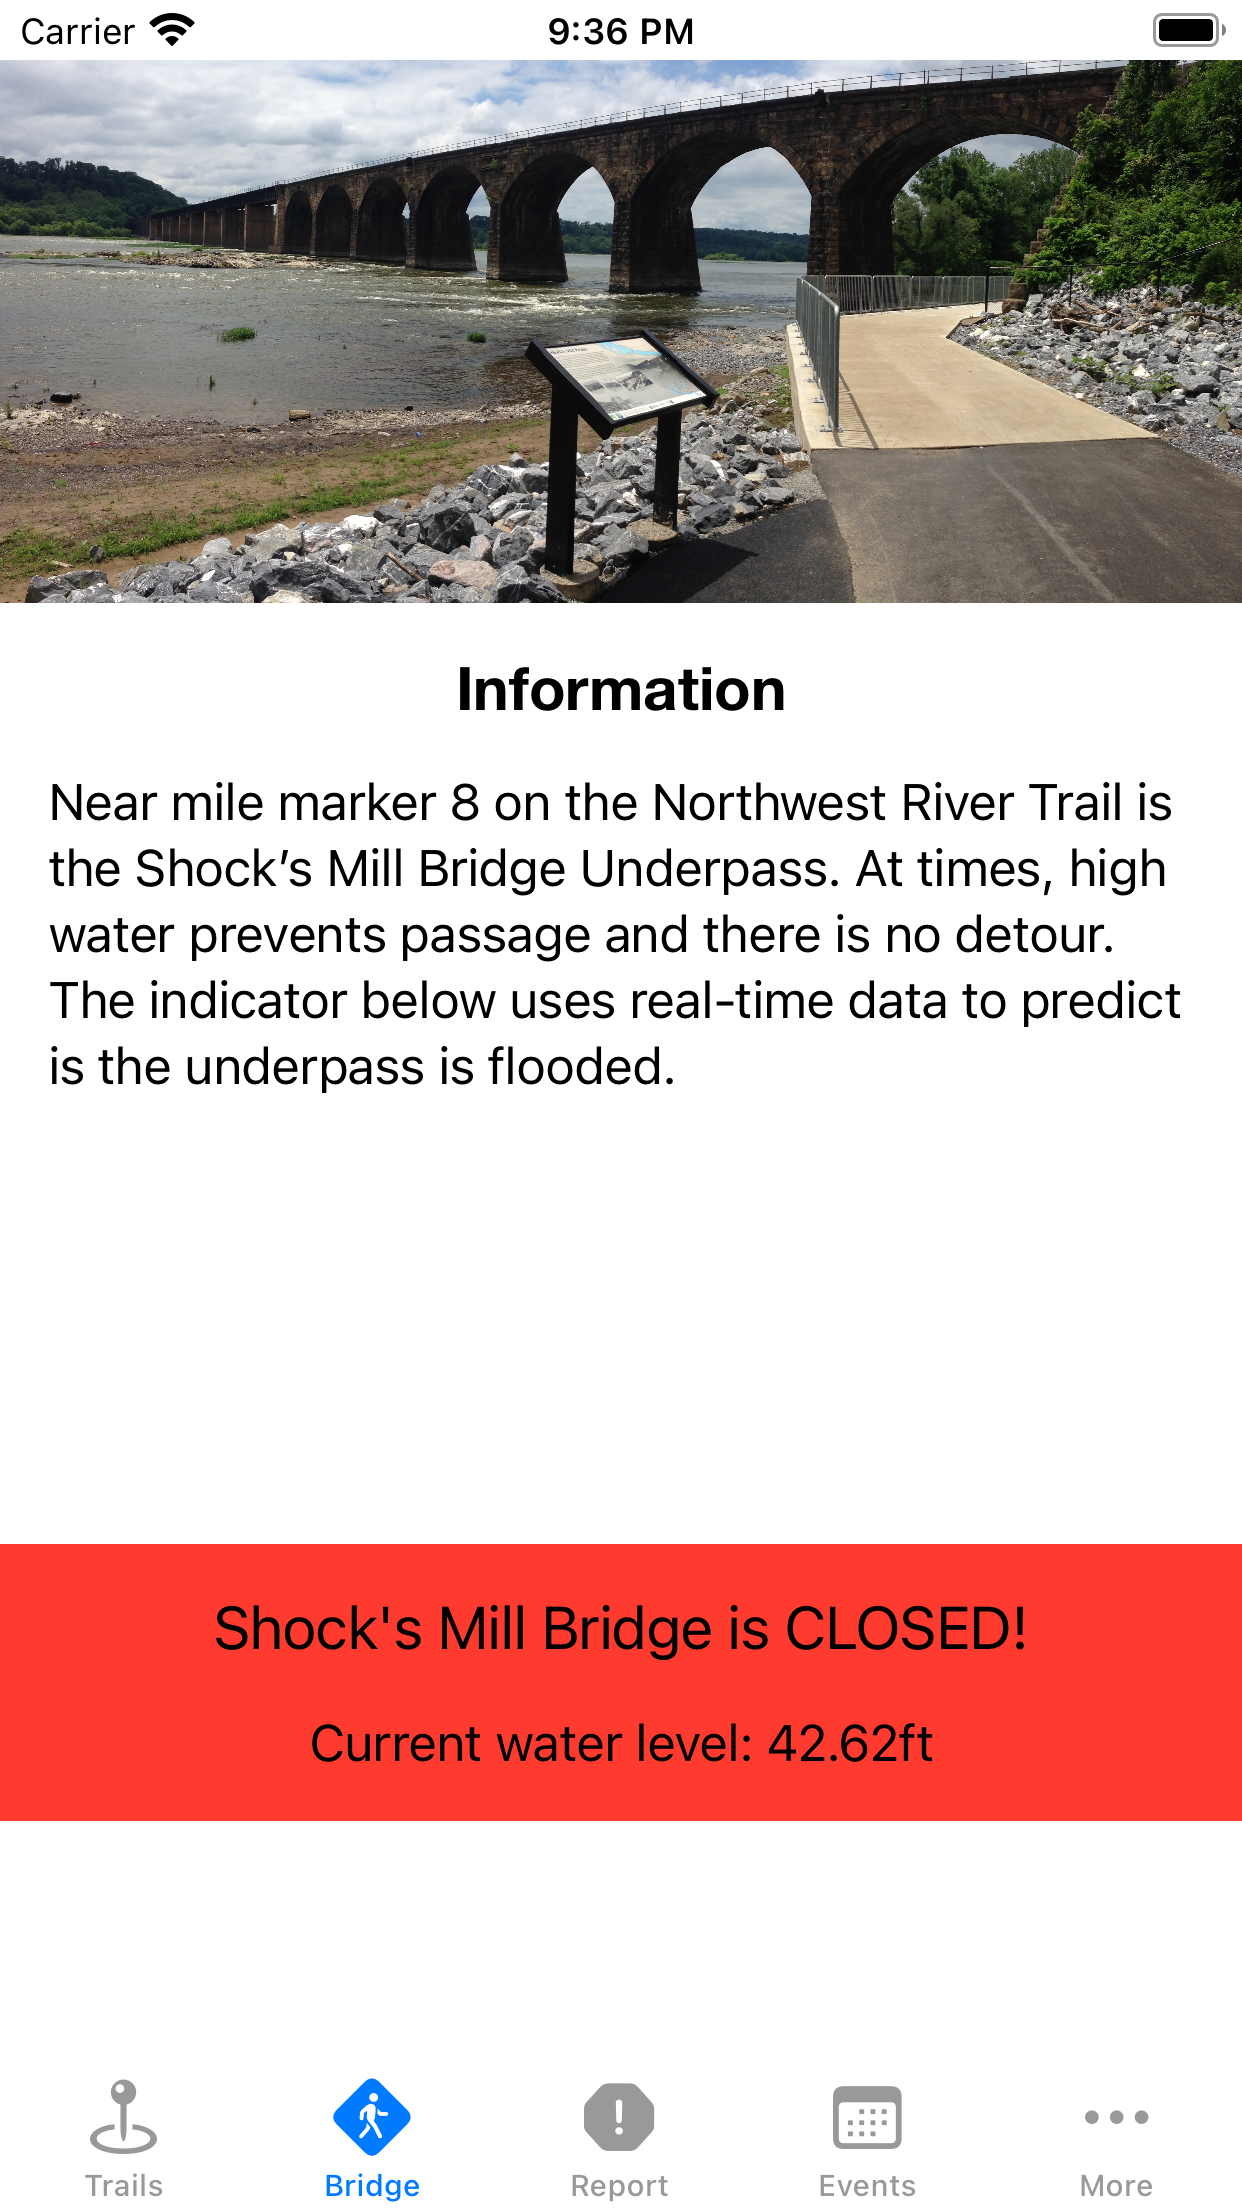 Carrier 9:36 PM
Information
Near mile marker 8 on the Northwest River Trail is
the Shock’s Mill Bridge Underpass. At times, high
water prevents passage and there is no detour.
The indicator below uses real-time data to predict
is the underpass is flooded.
Shock's Mill Bridge is CLOSED!
Current water level: 42.62ft
Trails Bridge Report Events More